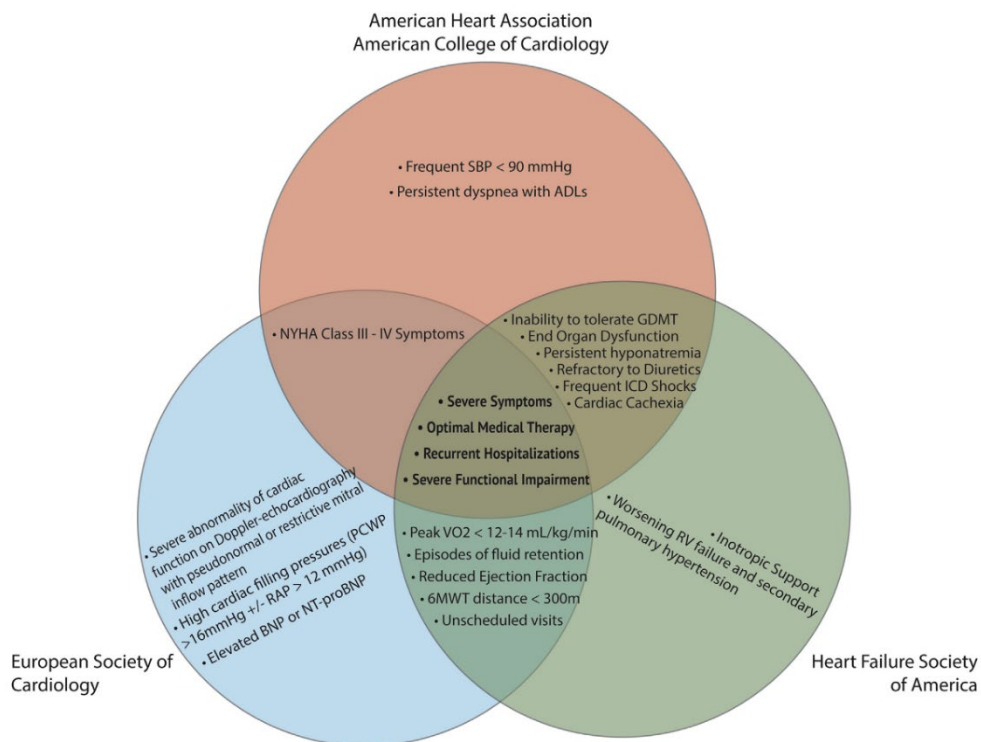 American Heart Association
American College of Cardiology
• Frequent SBP < 90 mmHg
• Persistent dyspnea with ADLs
• NYHA Class III - IV Symptoms
• Inability to tolerate GDMT
• End Organ Dysfunction
• Persistent hyponatremia
• Refractory to Diuretics
• Frequent ICD Shocks
• Cardiac Cachexia
• Severe Symptoms
• Optimal Medical Therapy
• Recurrent Hospitalizations
• Severe Functional Impairment
• Severe abnormality of cardiac
function on Doppler-echocardiography
with pseudonormal or restrictive mitral
inflow pattern
• High cardiac filling pressures (PCWP
>16mmHg +/- RAP > 12 mmHg)
• Elevated BNP or NT-proBNP
• Peak VO2 < 12-14 mL/kg/min
• Episodes of fluid retention
• Reduced Ejection Fraction
• 6MWT distance < 300m
• Unscheduled visits
• Inotropic Support
• Worsening RV failure and secondary
pulmonary hypertension
European Society of
Cardiology
Heart Failure Society
of America